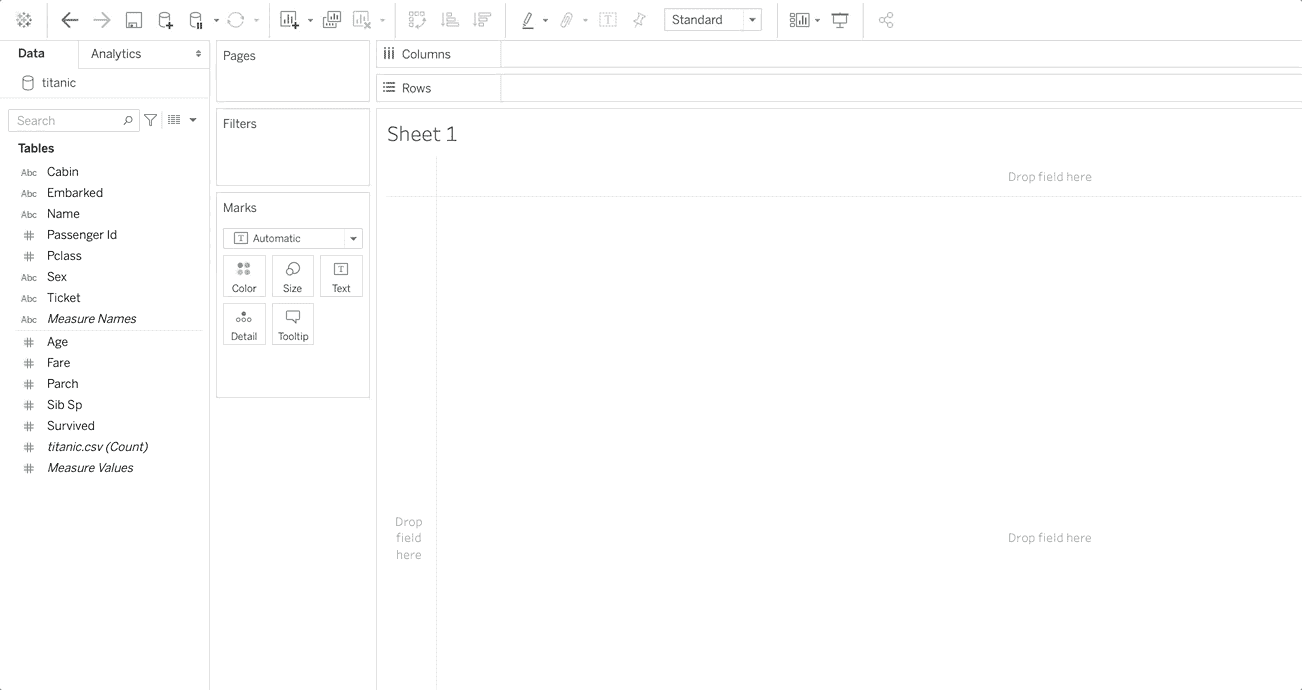 Standard
Data
Analytics
titanic
Search
Tables
Abc Cabin
Abc Embarked
Abc Name
Passenger Id
Pclass
Abc Sex
Abc Ticket
Abc Measure Names
Age
Fare
Parch
Sib Sp
Survived
titanic.csv (Count)
Measure Values
Pages
Filters
Marks
T Automatic
Color
Size
T
Text
Detail
Tooltip
Columns
Rows
Sheet 1
Drop field here
Drop
field
here
Drop field here